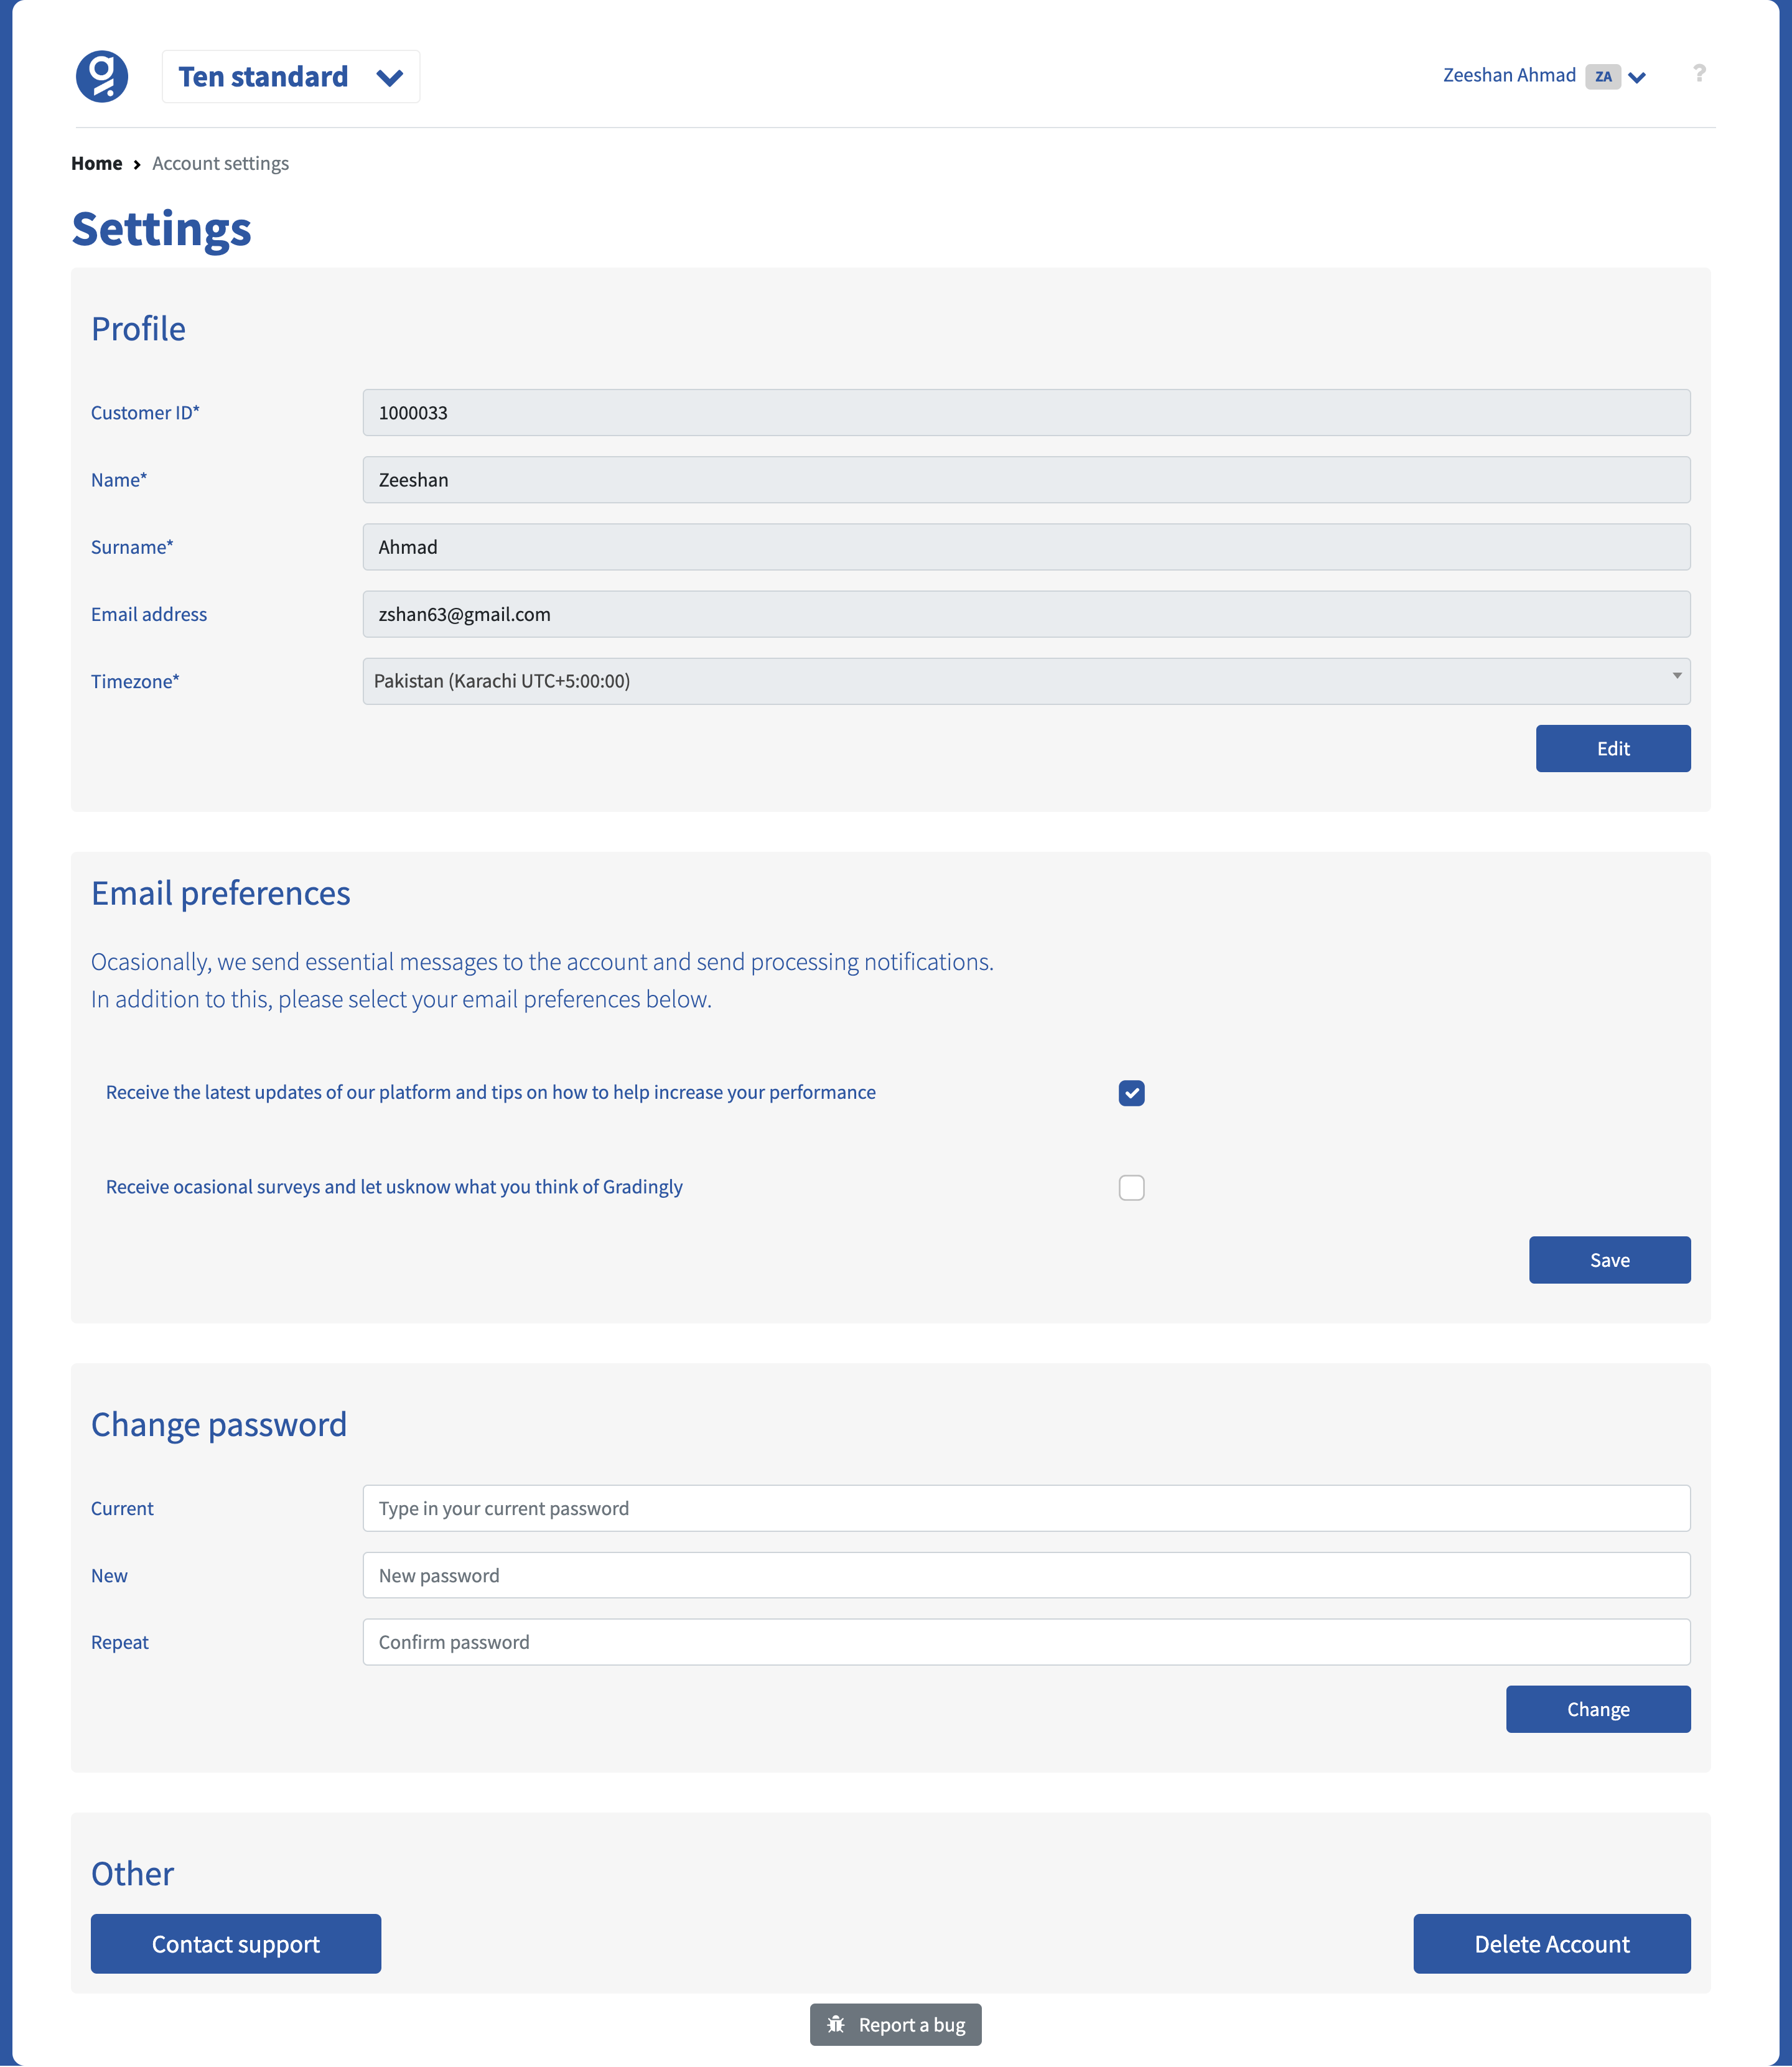 g
Ten standard
Zeeshan Ahmad ZA
?
Home › Account settings
Settings
Profile
Customer ID* 1000033
Name* Zeeshan
Surname* Ahmad
Email address zshan63@gmail.com
Timezone* Pakistan (Karachi UTC+5:00:00)
Edit
Email preferences
Ocasionally, we send essential messages to the account and send processing notifications.
In addition to this, please select your email preferences below.
Receive the latest updates of our platform and tips on how to help increase your performance
Receive ocasional surveys and let usknow what you think of Gradingly
Save
Change password
Current Type in your current password
New New password
Repeat Confirm password
Change
Other
Contact support Delete Account
Report a bug